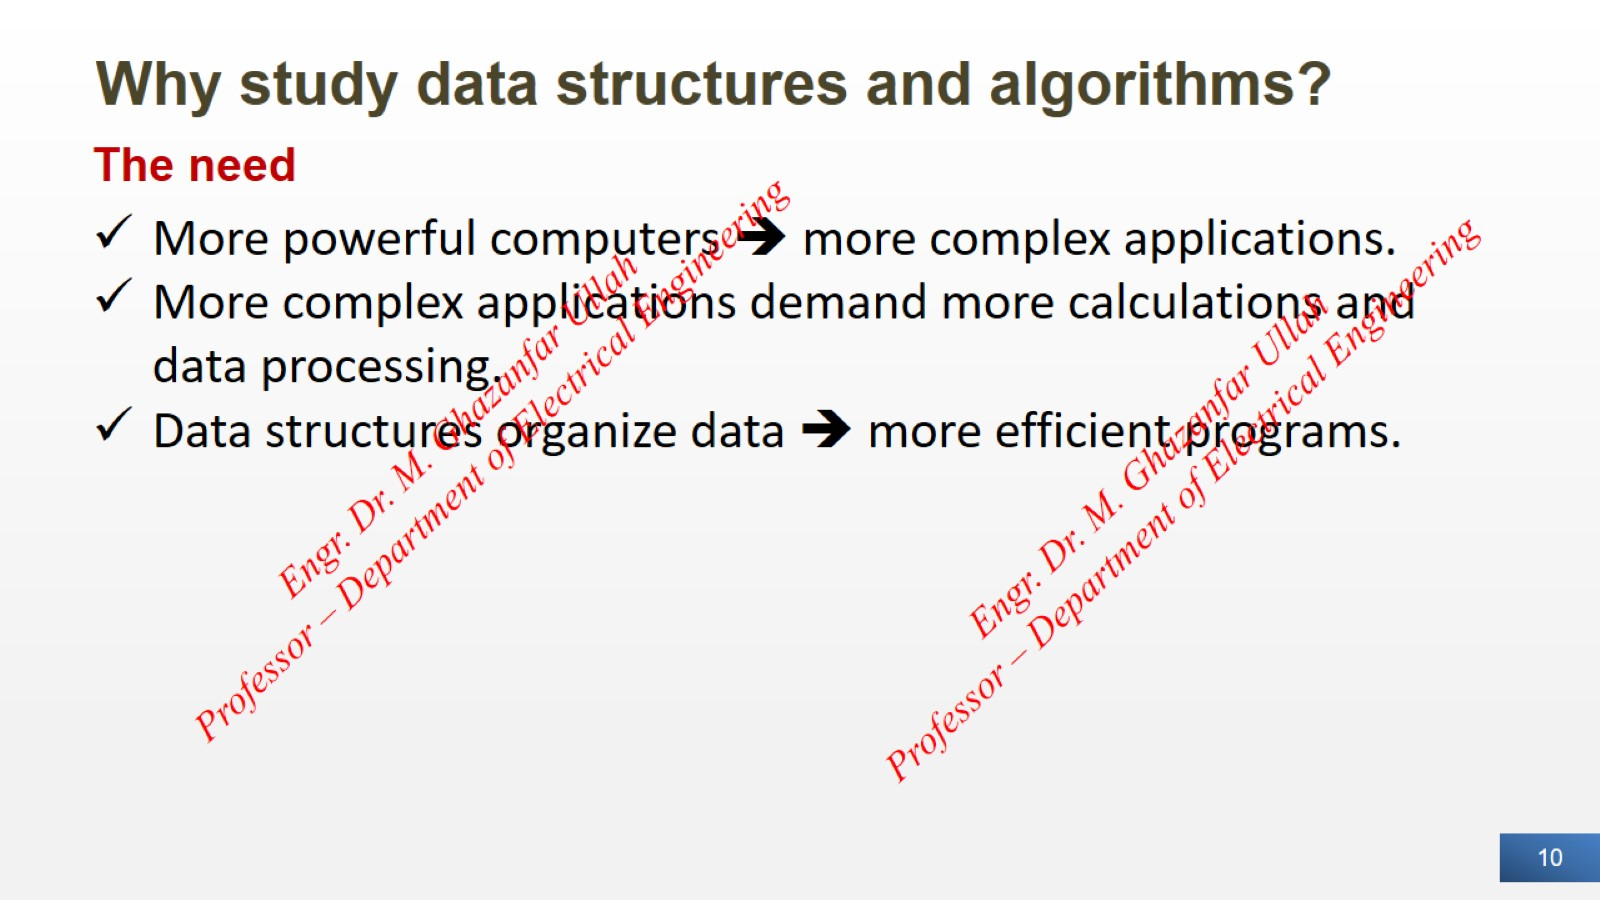 Why study data structures and algorithms?
The need
✓ More powerful computers ➔ more complex applications.
✓ More complex applications demand more calculations and
data processing.
✓ Data structures organize data ➔ more efficient programs.
Engr. Dr. M. Ghazanfar Ullah
Professor – Department of Electrical Engineering
Engr. Dr. M. Ghazanfar Ullah
Professor – Department of Electrical Engineering
10